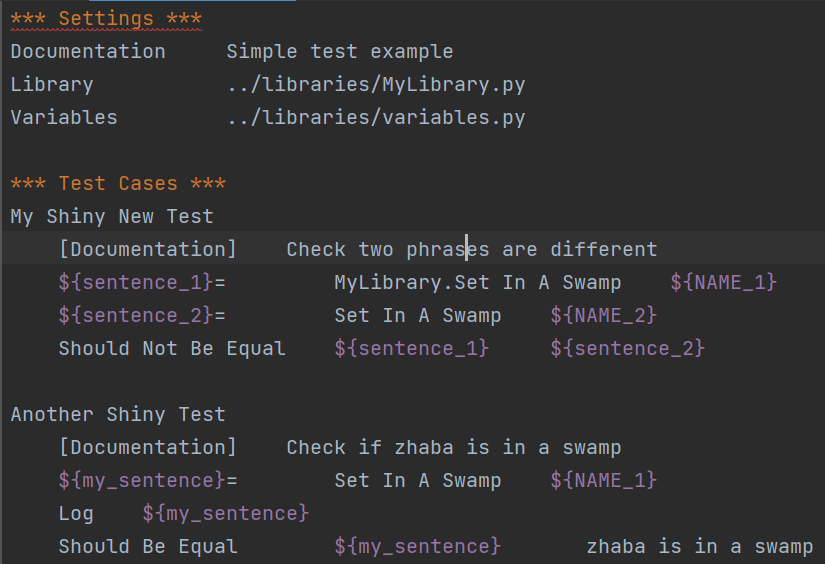 *** Settings ***
Documentation     Simple test example
Library           ../libraries/MyLibrary.py
Variables         ../libraries/variables.py
*** Test Cases ***
My Shiny New Test
    [Documentation]    Check two phrases are different
    ${sentence_1}=         MyLibrary.Set In A Swamp    ${NAME_1}
    ${sentence_2}=         Set In A Swamp    ${NAME_2}
    Should Not Be Equal    ${sentence_1}     ${sentence_2}
Another Shiny Test
    [Documentation]    Check if zhaba is in a swamp
    ${my_sentence}=        Set In A Swamp    ${NAME_1}
    Log    ${my_sentence}
    Should Be Equal        ${my_sentence}       zhaba is in a swamp